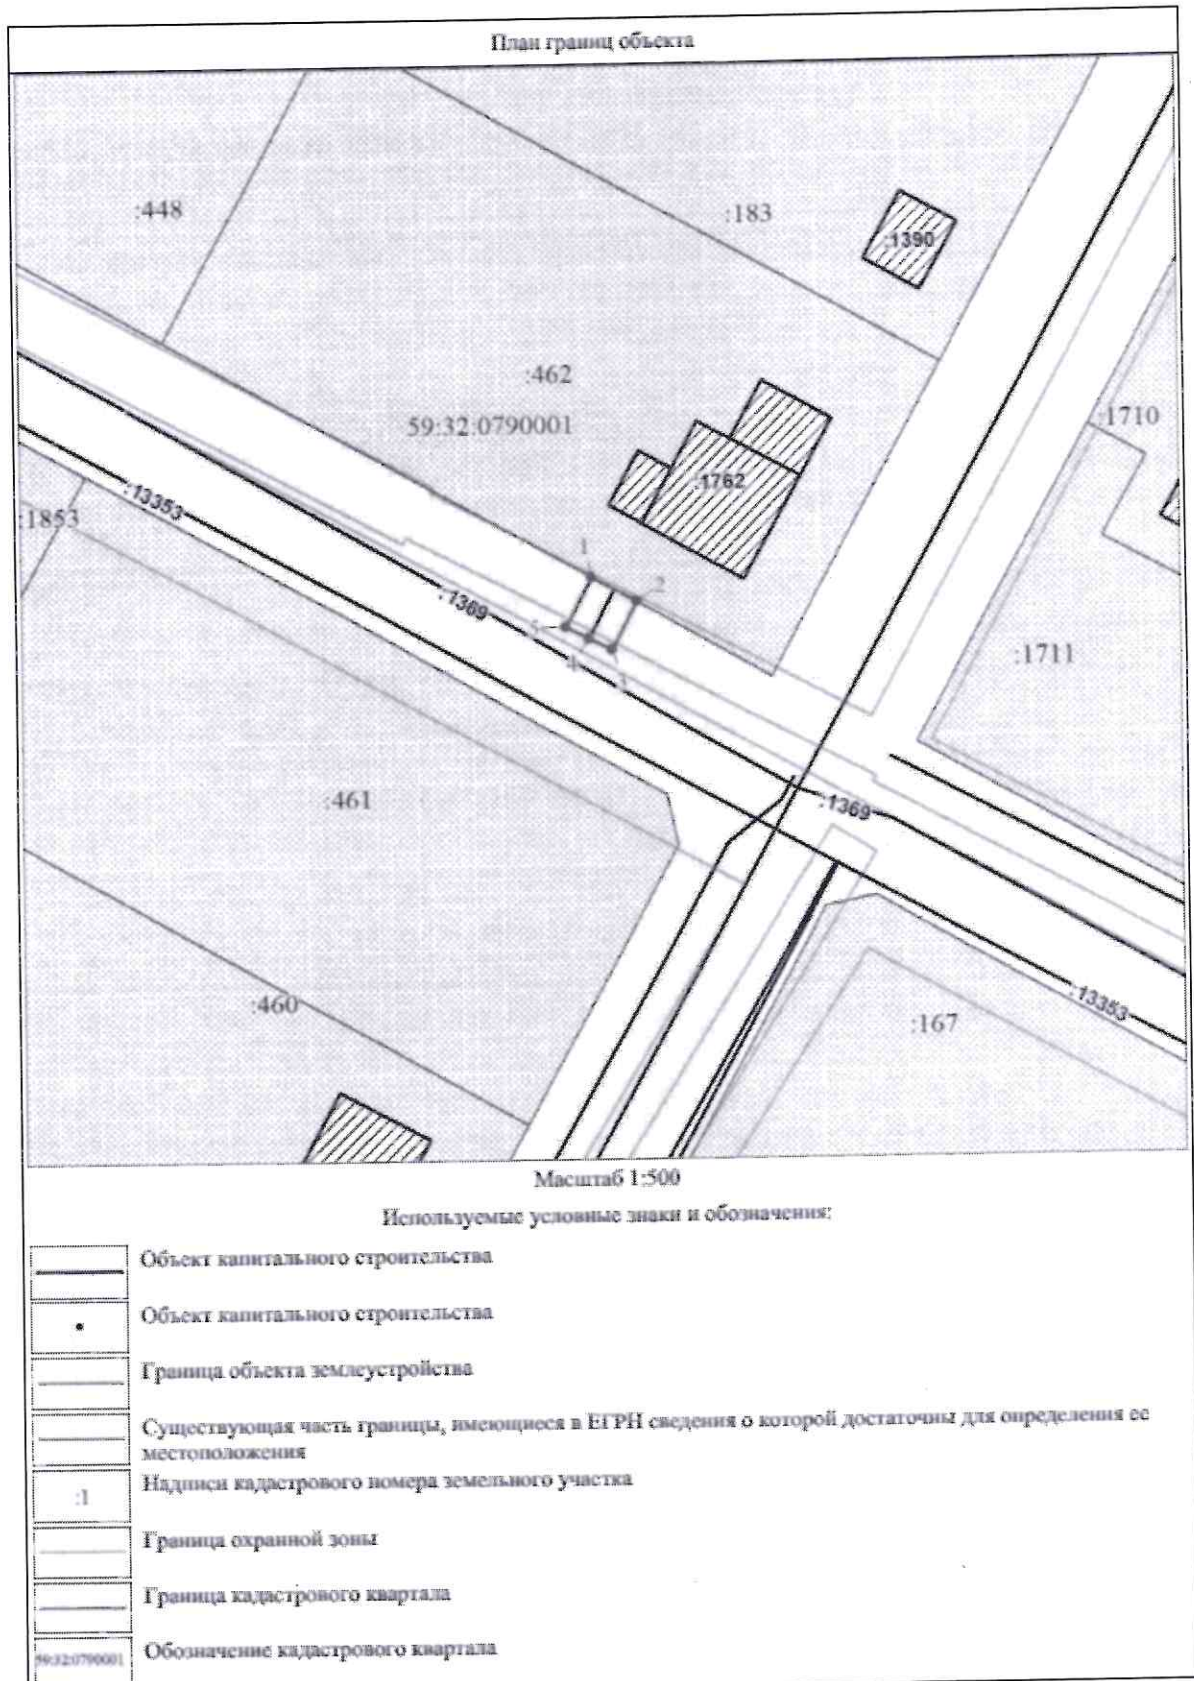 План границ объекта
:448
:183
:1390
:462
59:32:0790001
:1710
:1762
:13353
:1853
1
2
:1369
5
4
3
:1711
:461
:1369
:460
:13353
:167
Масштаб 1:500
Используемые условные знаки и обозначения:
Объект капитального строительства
Объект капитального строительства
Граница объекта землеустройства
Существующая часть границы, имеющиеся в ЕГРН сведения о которой достаточны для определения ее
местоположения
:1 Надписи кадастрового номера земельного участка
Граница охранной зоны
Граница кадастрового квартала
59:32:0790001 Обозначение кадастрового квартала